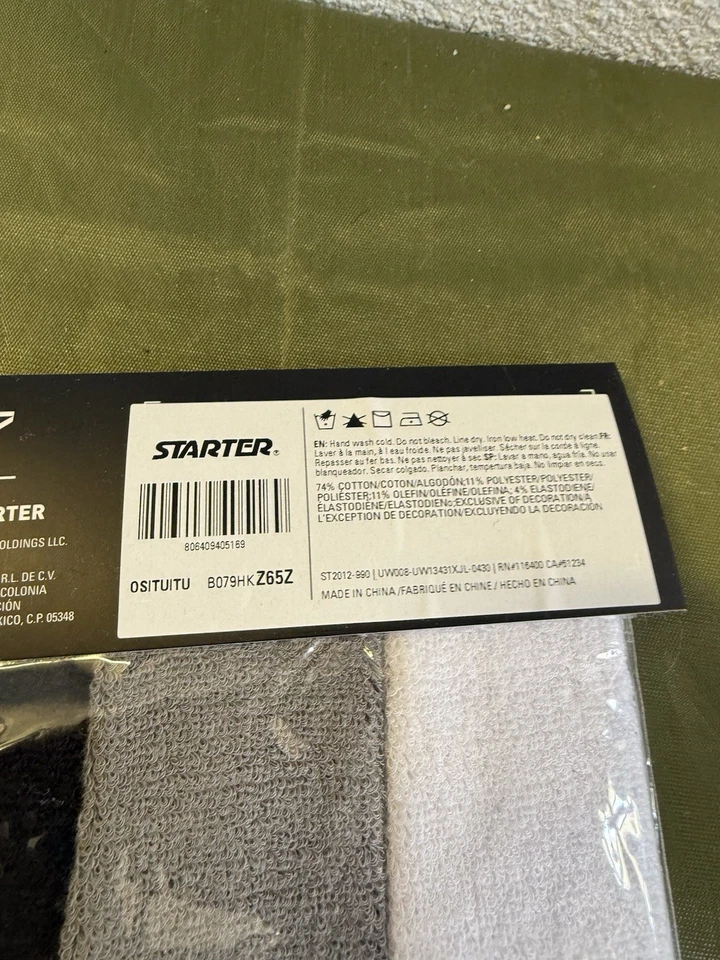 RTER
OLDINGS LLC.
R.L. DE C.V.
COLONIA
CIÓN
XICO, C.P. 05348
STARTER®
806409405169
OSITUITU B079HKZ65Z
EN: Hand wash cold. Do not bleach. Line dry. Iron low heat. Do not dry clean.FR:
Laver à la main, à l eau froide. Ne pas javelliser. Sécher sur la corde à ligne.
Repasser au fer bas. Ne pas nettoyer à sec.SP: Lavar a mano, agua fría. No usar
blanqueador. Secar colgado. Planchar, tempertura baja. No limpiar en seco.
74% COTTON/COTON/ALGODÓN;11% POLYESTER/POLYESTER/
POLIÉSTER;11% OLEFIN/OLÉFINE/OLEFINA; 4% ELASTODIENE/
ÉLASTODIÈNE/ELASTODIENo;EXCLUSIVE OF DECORATION/À
L'EXCEPTION DE DÉCORATION/EXCLUYENDO LA DECORACIÓN
ST2012-990 | UW008-UW13431XJL-0430 | RN#116400 CA#51234
MADE IN CHINA /FABRIQUÉ EN CHINE / HECHO EN CHINA